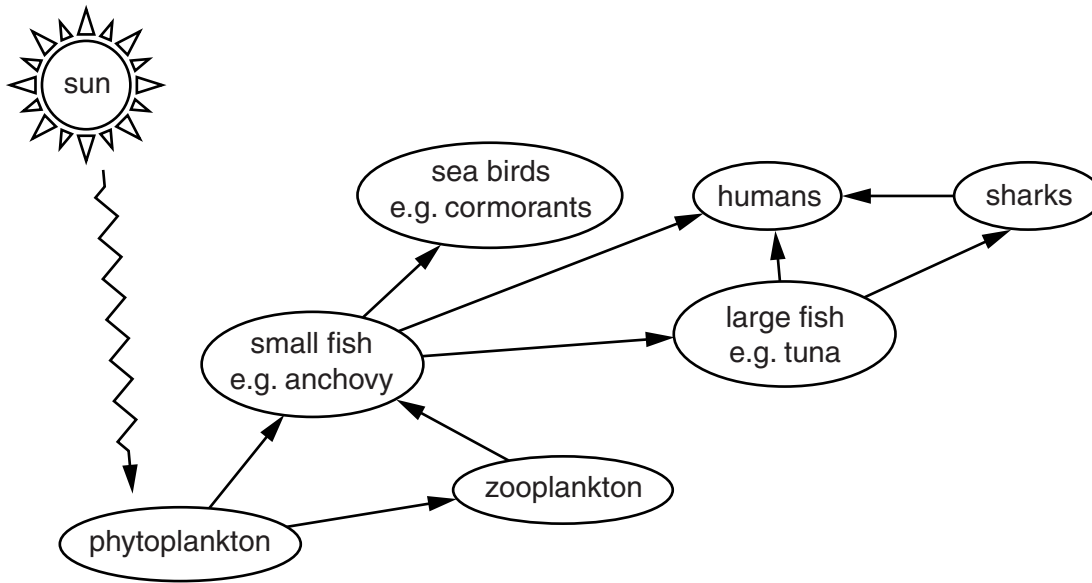 sun
sea birds
e.g. cormorants
humans
sharks
small fish
e.g. anchovy
large fish
e.g. tuna
zooplankton
phytoplankton